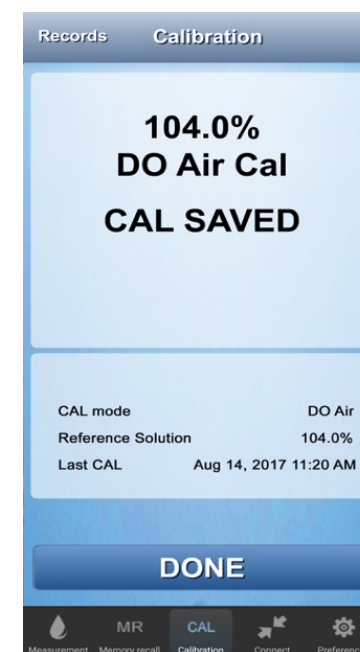 Records Calibration
104.0%
DO Air Cal
CAL SAVED
CAL mode DO Air
Reference Solution 104.0%
Last CAL Aug 14, 2017 11:20 AM
DONE
MR CAL
Measurement Memory recall Calibration Connect Preferenc